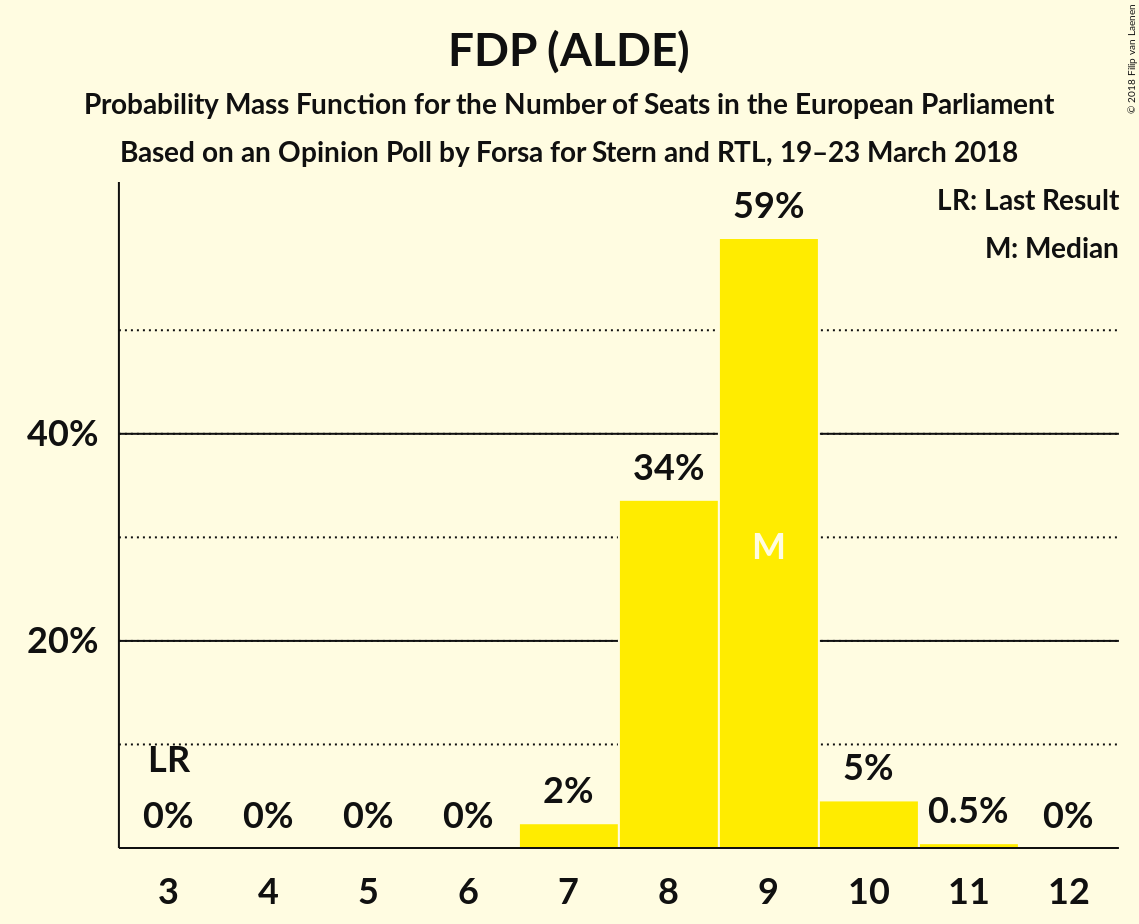 FDP (ALDE)
Probability Mass Function for the Number of Seats in the European Parliament
Based on an Opinion Poll by Forsa for Stern and RTL, 19–23 March 2018
© 2018 Filip van Laenen
LR: Last Result
M: Median
59%
40%
34%
M
20%
LR
0% 0% 0% 0% 2% 5% 0.5% 0%
3 4 5 6 7 8 9 10 11 12